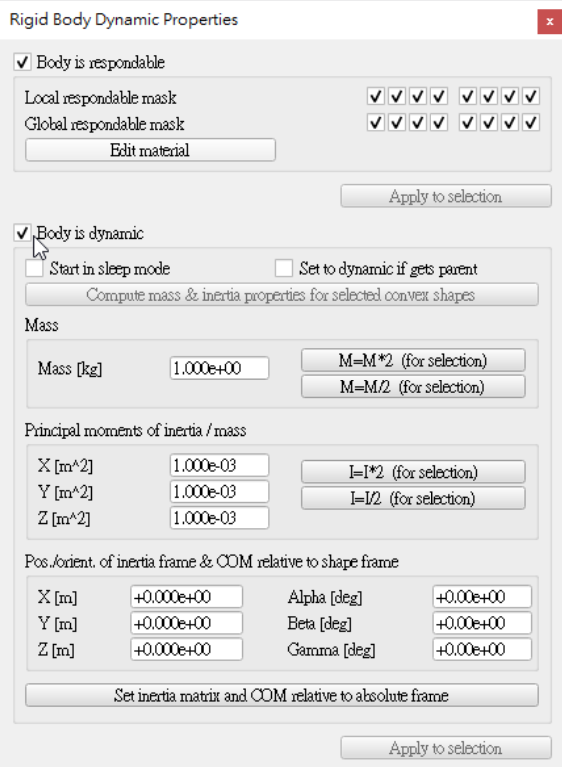 Rigid Body Dynamic Properties
x
Body is respondable
Local respondable mask
Global respondable mask
Edit material
Apply to selection
Body is dynamic
Start in sleep mode Set to dynamic if gets parent
Compute mass & inertia properties for selected convex shapes
Mass
Mass [kg] 1.000e+00 M=M*2 (for selection)
M=M/2 (for selection)
Principal moments of inertia / mass
X [m^2] 1.000e-03 I=I*2 (for selection)
Y [m^2] 1.000e-03 I=I/2 (for selection)
Z [m^2] 1.000e-03
Pos./orient. of inertia frame & COM relative to shape frame
X [m] +0.000e+00 Alpha [deg] +0.00e+00
Y [m] +0.000e+00 Beta [deg] +0.00e+00
Z [m] +0.000e+00 Gamma [deg] +0.00e+00
Set inertia matrix and COM relative to absolute frame
Apply to selection